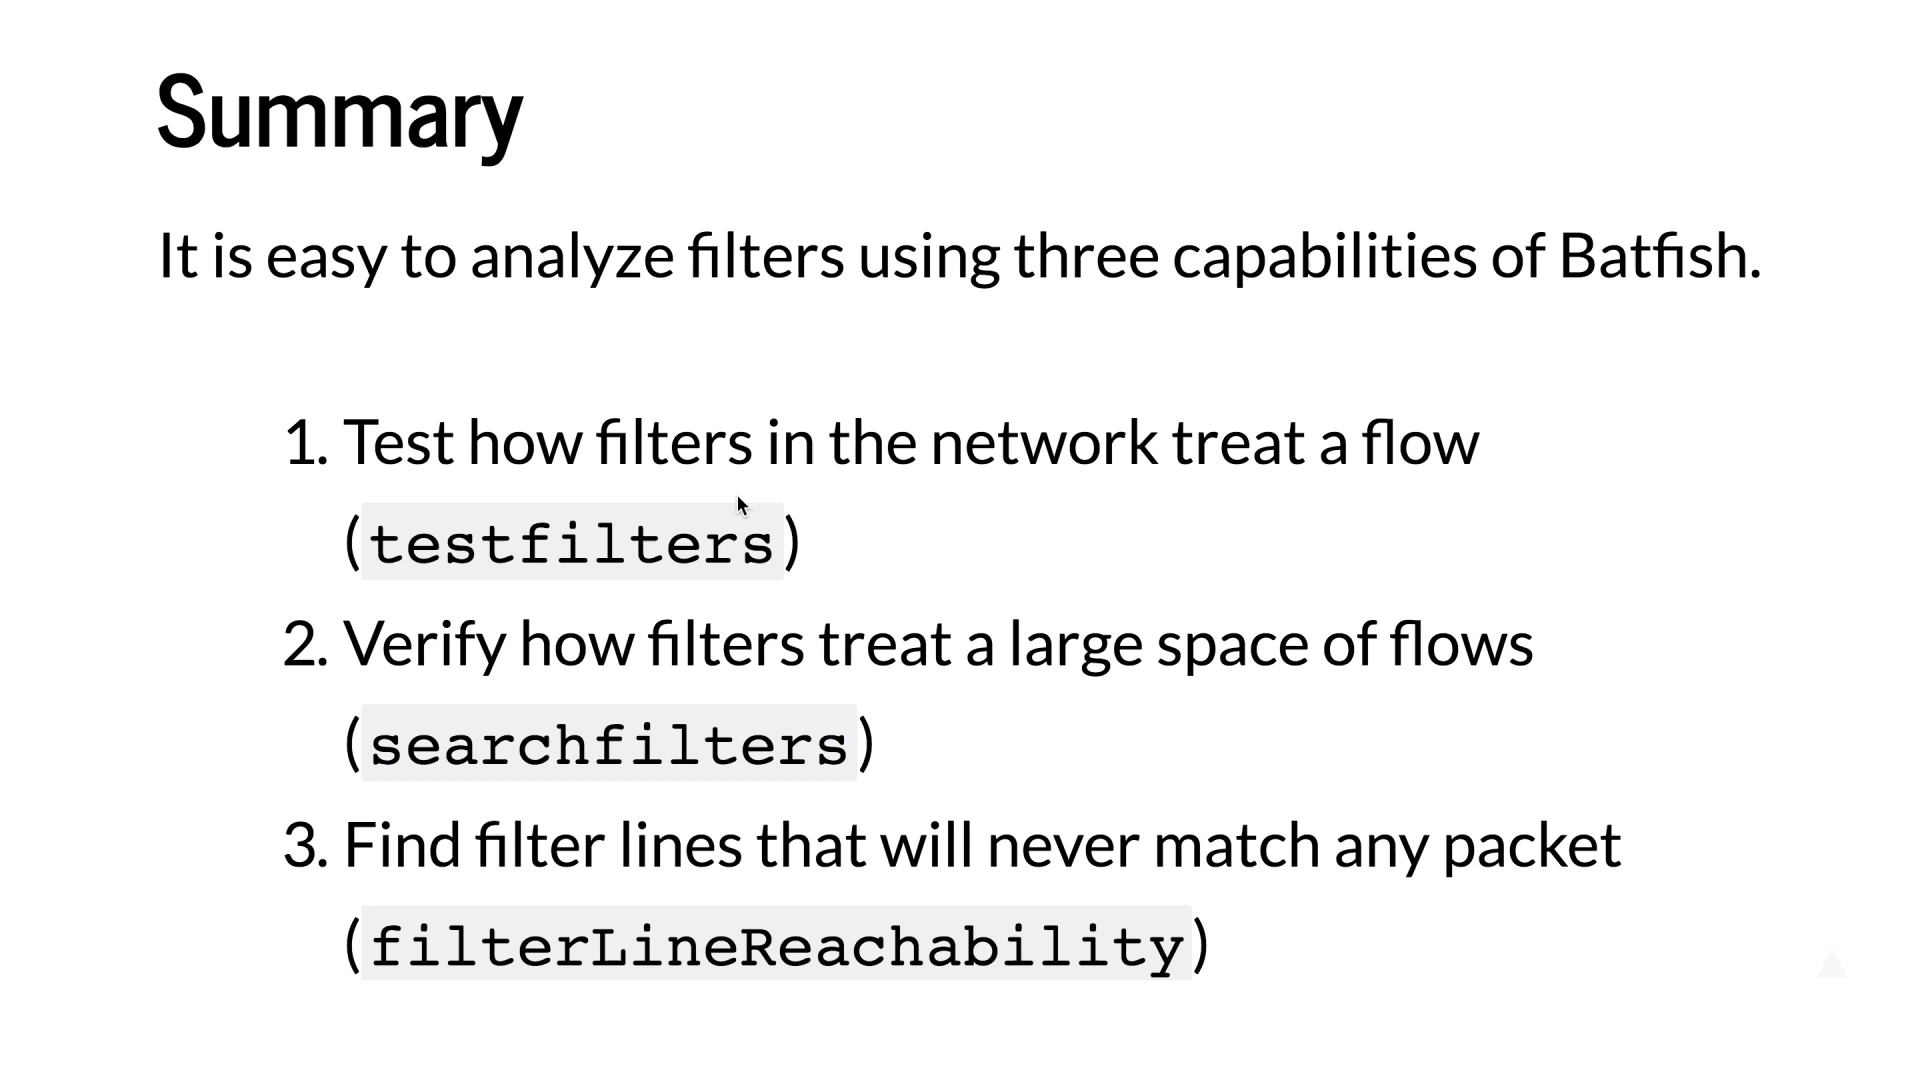 Summary
It is easy to analyze filters using three capabilities of Batfish.
1. Test how filters in the network treat a flow
(testfilters)
2. Verify how filters treat a large space of flows
(searchfilters)
3. Find filter lines that will never match any packet
(filterLineReachability)